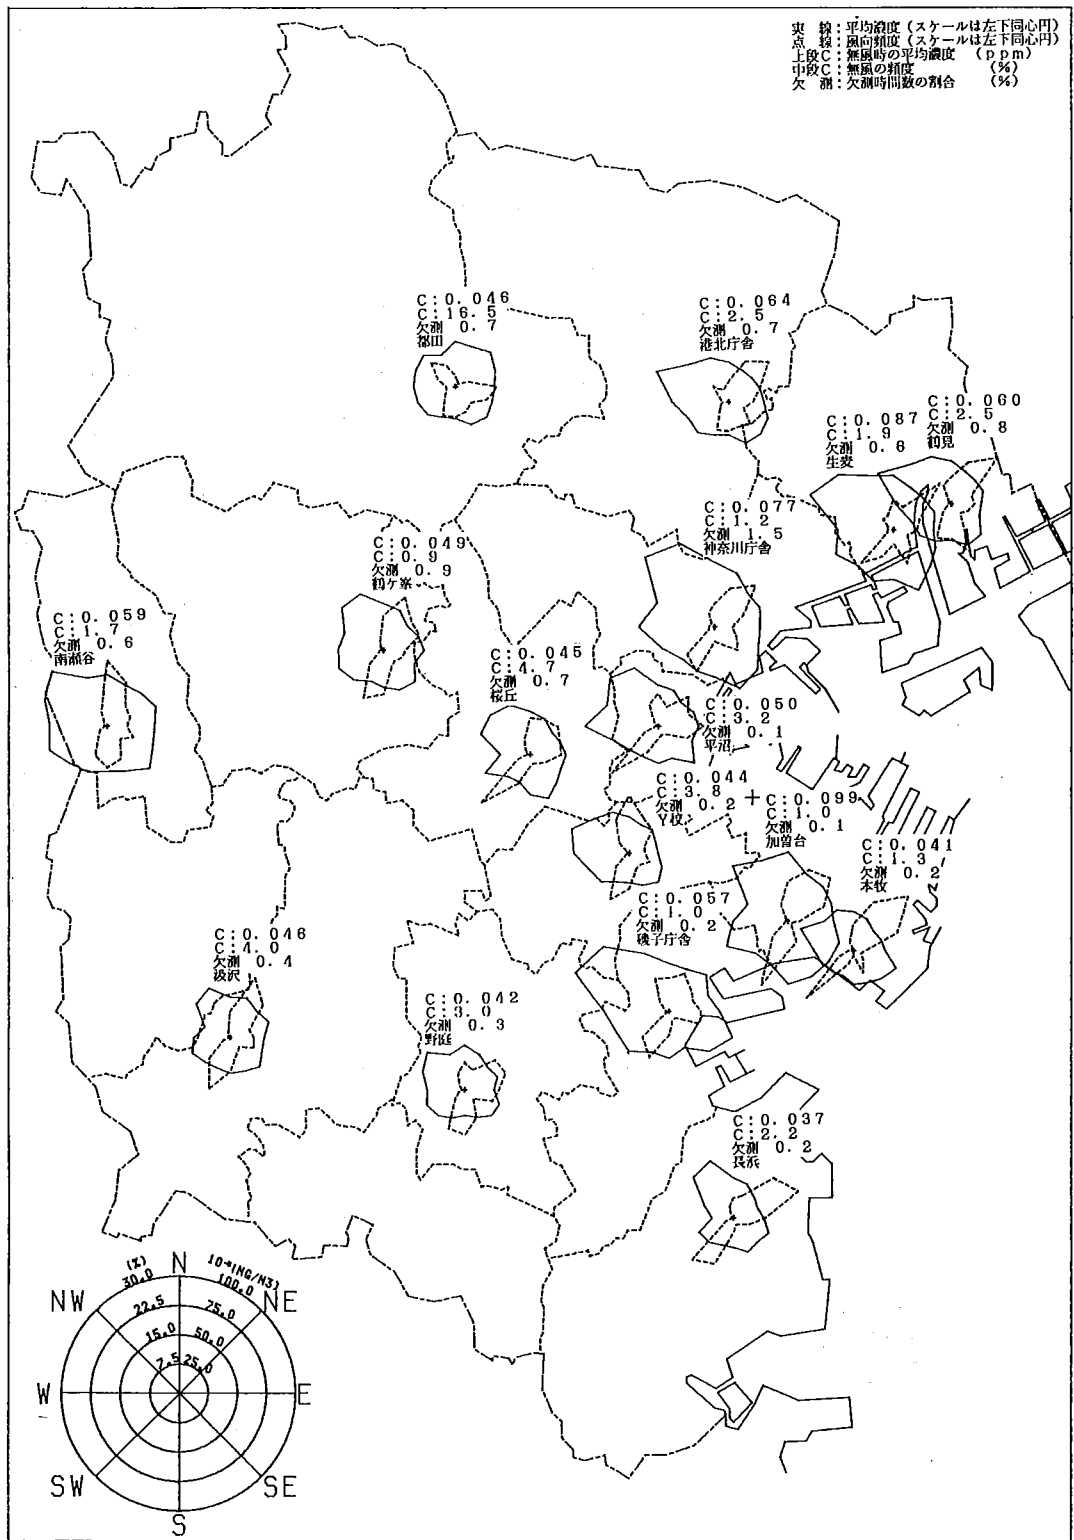 実　線：平均濃度（スケールは左下同心円）
点　線：風向頻度（スケールは左下同心円）
上段C：無風時の平均濃度　（ppm）
中段C：無風の頻度　（%）
欠　測：欠測時間数の割合　（%）
C:0.046
C:16.5
欠測 0.7
都田
C:0.064
C:2.5
欠測 0.7
港北庁舎
C:0.060
C:2.5
欠測 0.8
鶴見
C:0.087
C:1.9
欠測 0.6
生麦
C:0.077
C:1.2
欠測 1.5
神奈川庁舎
C:0.049
C:0.9
欠測 0.9
鶴ケ峯
C:0.059
C:1.7
欠測 0.6
南瀬谷
C:0.045
C:4.7
欠測 0.7
桜丘
C:0.050
C:3.2
欠測 0.1
平沼
C:0.044
C:3.8
欠測 0.2
Y校
C:0.099
C:1.0
欠測 0.1
加曽台
C:0.041
C:1.3
欠測 0.2
本牧
C:0.057
C:1.0
欠測 0.2
磯子庁舎
C:0.046
C:4.0
欠測 0.4
汲沢
C:0.042
C:3.0
欠測 0.3
野庭
C:0.037
C:2.2
欠測 0.2
長浜
(%)
N
(MG/M3)
30.0
100.0
NW
NE
22.5
75.0
15.0
50.0
7.5
25.0
W
E
SW
SE
S